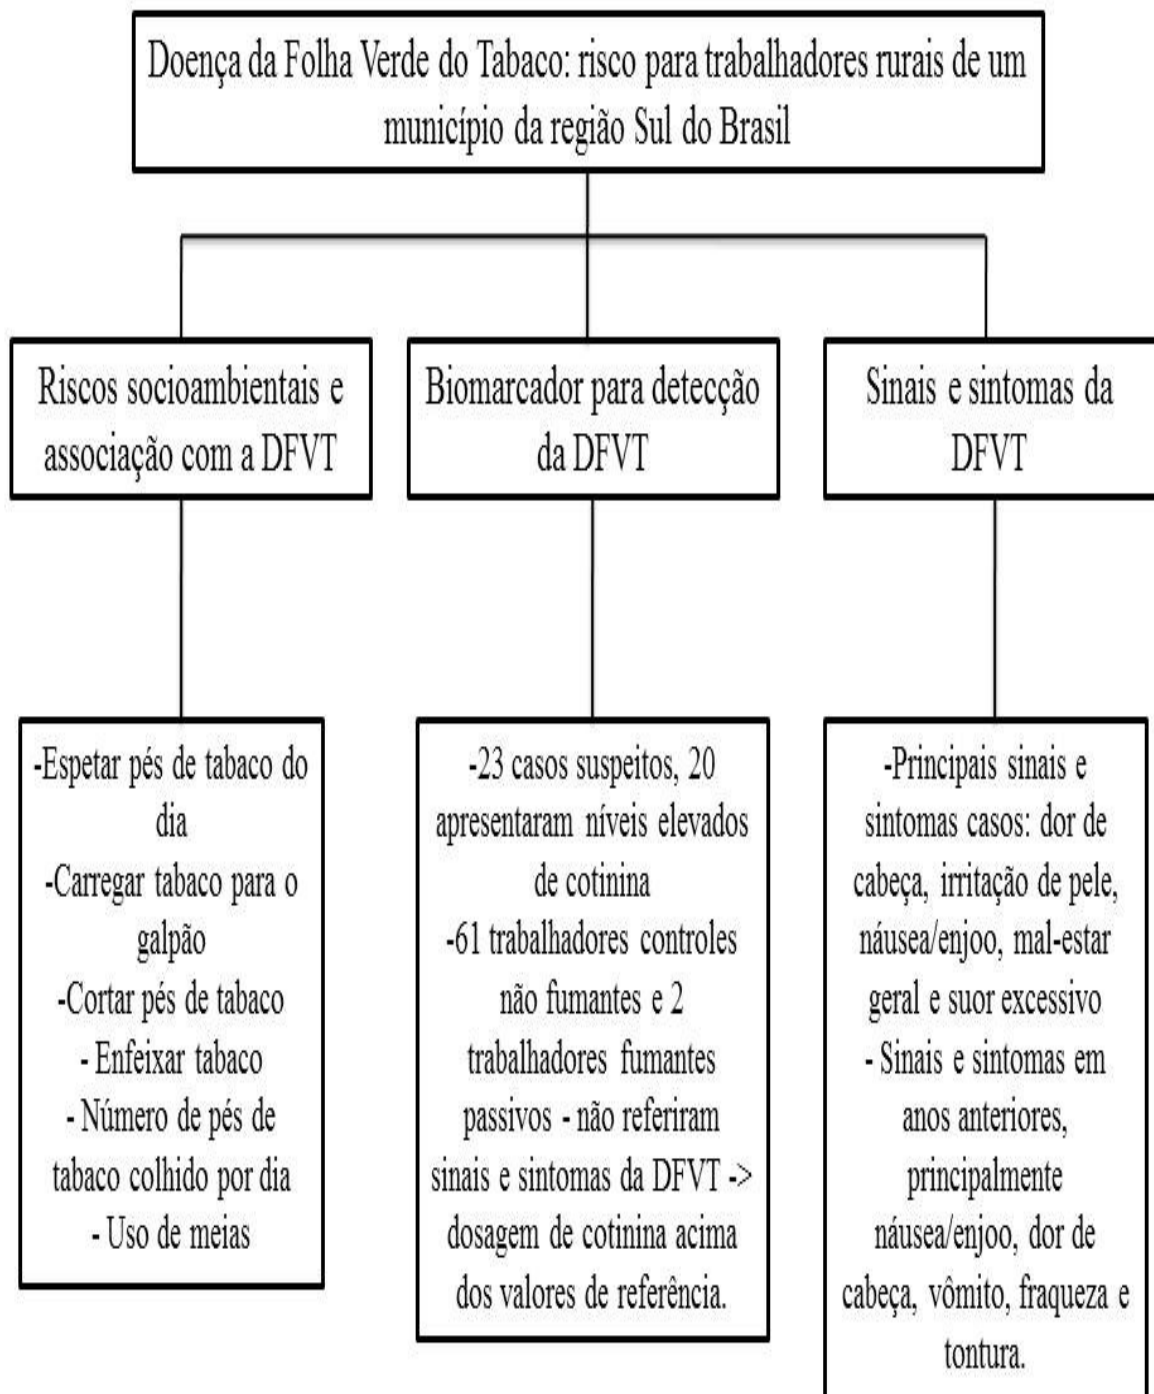 Doença da Folha Verde do Tabaco: risco para trabalhadores rurais de um
município da região Sul do Brasil
Riscos socioambientais e
associação com a DFVT
Biomarcador para detecção
da DFVT
Sinais e sintomas da
DFVT
-Espetar pés de tabaco do
dia
-Carregar tabaco para o
galpão
-Cortar pés de tabaco
- Enfeixar tabaco
- Número de pés de
tabaco colhido por dia
- Uso de meias
-23 casos suspeitos, 20
apresentaram níveis elevados
de cotinina
-61 trabalhadores controles
não fumantes e 2
trabalhadores fumantes
passivos - não referiram
sinais e sintomas da DFVT ->
dosagem de cotinina acima
dos valores de referência.
-Principais sinais e
sintomas casos: dor de
cabeça, irritação de pele,
náusea/enjoo, mal-estar
geral e suor excessivo
- Sinais e sintomas em
anos anteriores,
principalmente
náusea/enjoo, dor de
cabeça, vômito, fraqueza e
tontura.